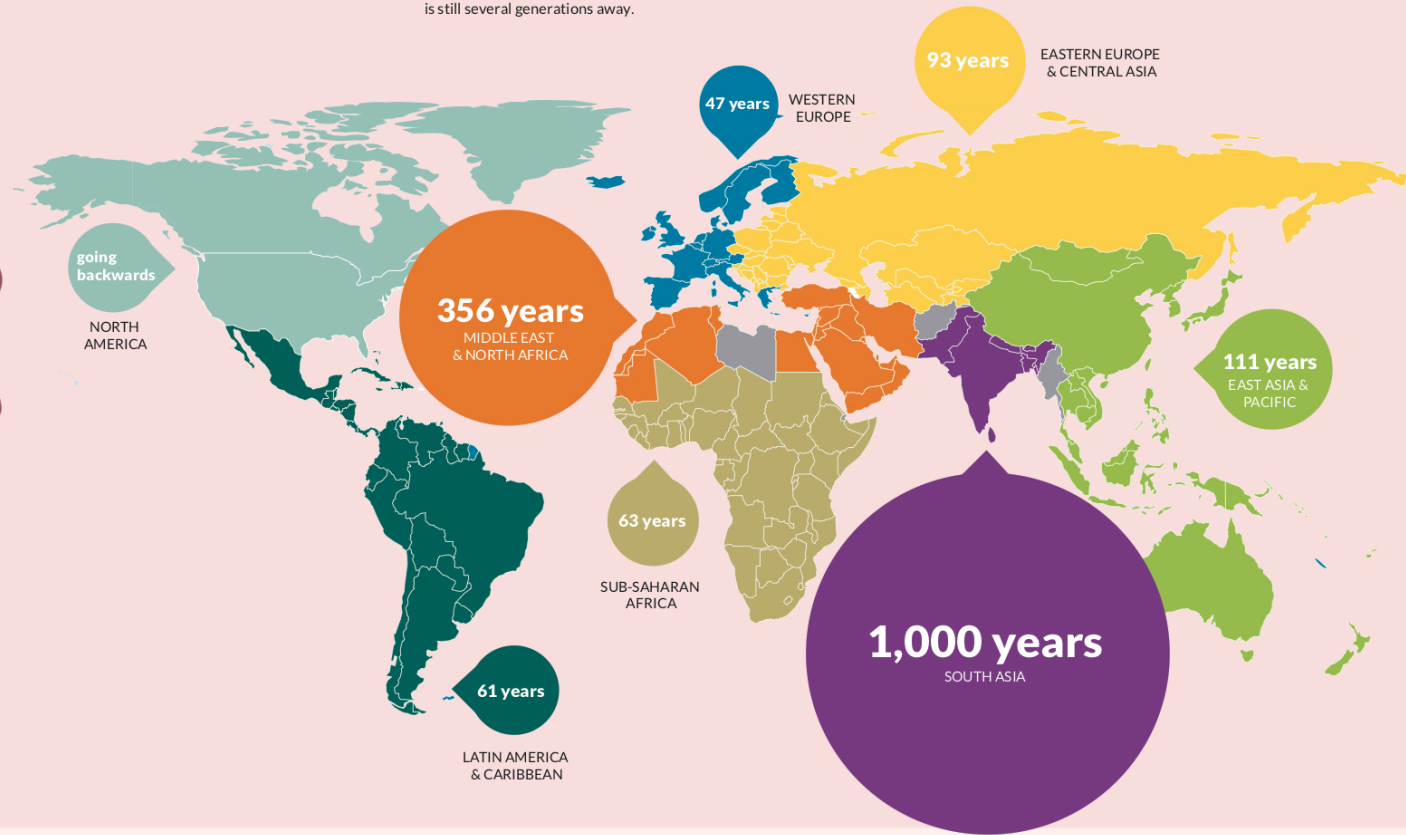 is still several generations away.
93 years
EASTERN EUROPE
& CENTRAL ASIA
47 years
WESTERN
EUROPE
going
backwards
NORTH
AMERICA
356 years
MIDDLE EAST
& NORTH AFRICA
111 years
EAST ASIA &
PACIFIC
63 years
SUB-SAHARAN
AFRICA
1,000 years
SOUTH ASIA
61 years
LATIN AMERICA
& CARIBBEAN